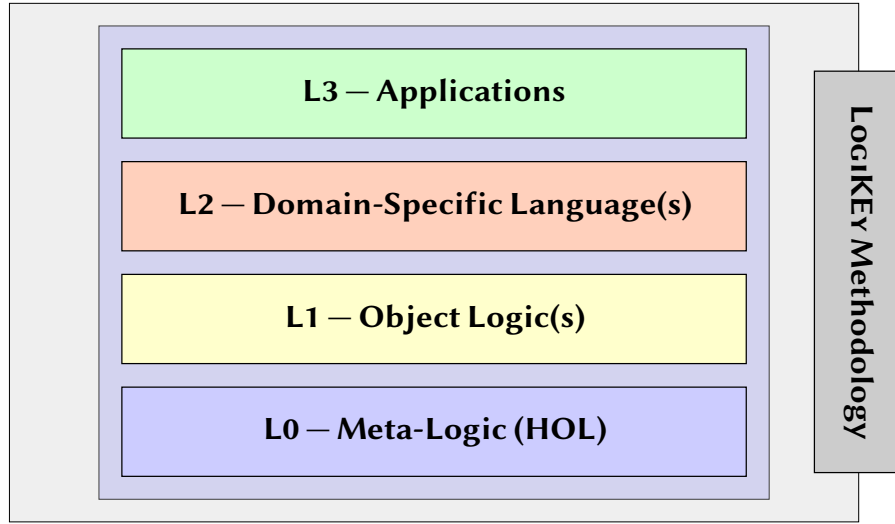 L3 — Applications
L2 — Domain-Specific Language(s)
L1 — Object Logic(s)
L0 — Meta-Logic (HOL)
LogiKEy Methodology